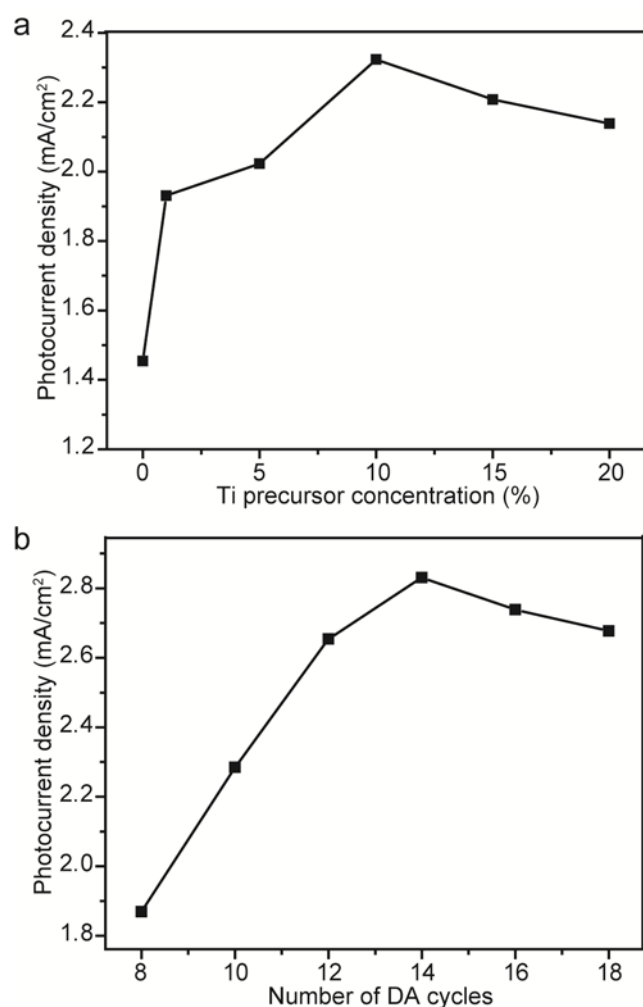 a
Photocurrent density (mA/cm²)
2.4
2.2
2.0
1.8
1.6
1.4
1.2
0 5 10 15 20
Ti precursor concentration (%)
b
Photocurrent density (mA/cm²)
2.8
2.6
2.4
2.2
2.0
1.8
8 10 12 14 16 18
Number of DA cycles